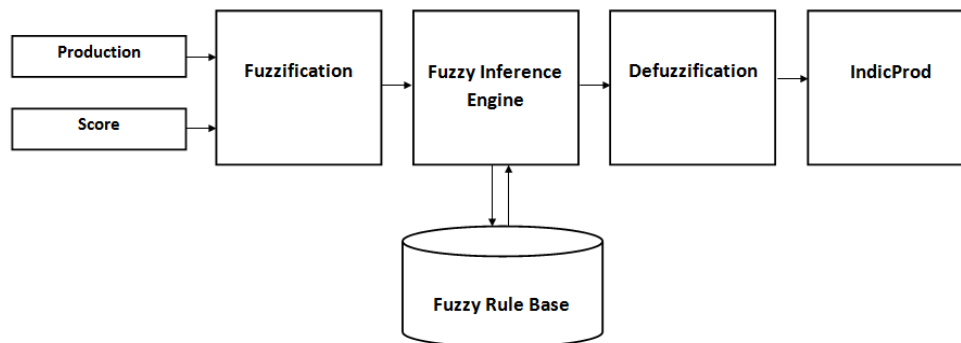 Production
Score
Fuzzification
Fuzzy Inference
Engine
Defuzzification
IndicProd
Fuzzy Rule Base